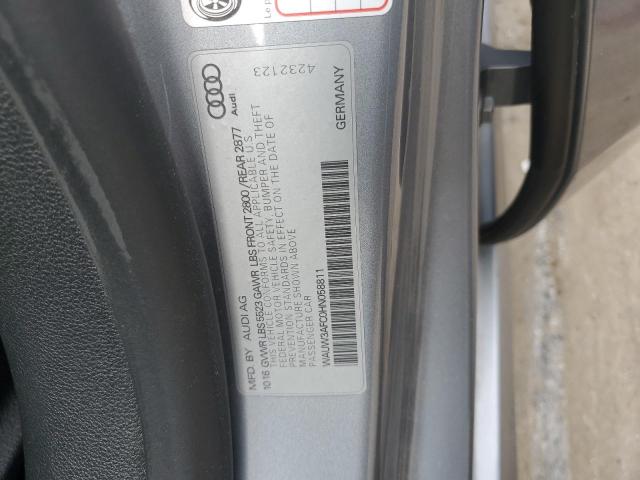 Le p
4232123
Audi
MFD. BY AUDI AG
10.16 GVWR LBS 5523 GAWR LBS FRONT 2800 / REAR 2877
THIS VEHICLE CONFORMS TO ALL APPLICABLE U.S.
FEDERAL MOTOR VEHICLE SAFETY, BUMPER AND THEFT
PREVENTION STANDARDS IN EFFECT ON THE DATE OF
MANUFACTURE SHOWN ABOVE
PASSENGER CAR
WAUW3AFC0HN058811
GERMANY